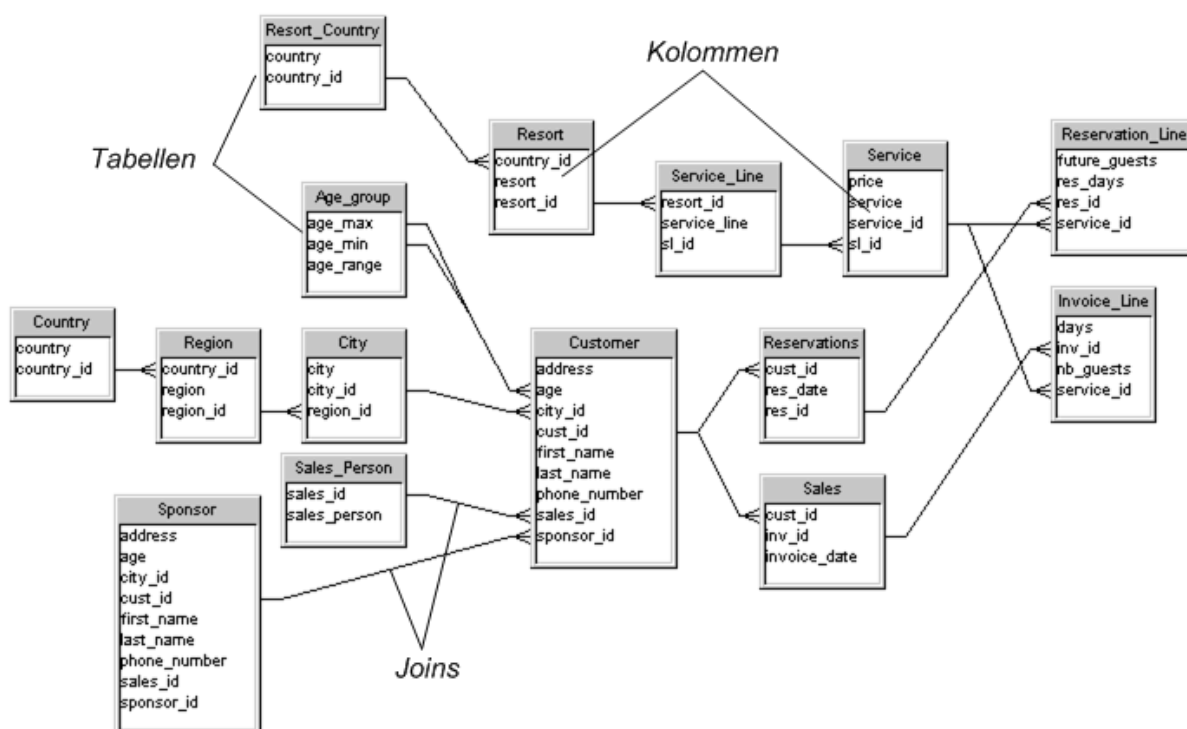 Resort_Country
country
country_id
Kolommen
Tabellen
Resort
country_id
resort
resort_id
Service_Line
resort_id
service_line
sl_id
Service
price
service
service_id
sl_id
Reservation_Line
future_guests
res_days
res_id
service_id
Age_group
age_max
age_min
age_range
Country
country
country_id
Region
country_id
region
region_id
City
city
city_id
region_id
Customer
address
age
city_id
cust_id
first_name
last_name
phone_number
sales_id
sponsor_id
Reservations
cust_id
res_date
res_id
Invoice_Line
days
inv_id
nb_guests
service_id
Sales_Person
sales_id
sales_person
Sales
cust_id
inv_id
invoice_date
Sponsor
address
age
city_id
cust_id
first_name
last_name
phone_number
sales_id
sponsor_id
Joins